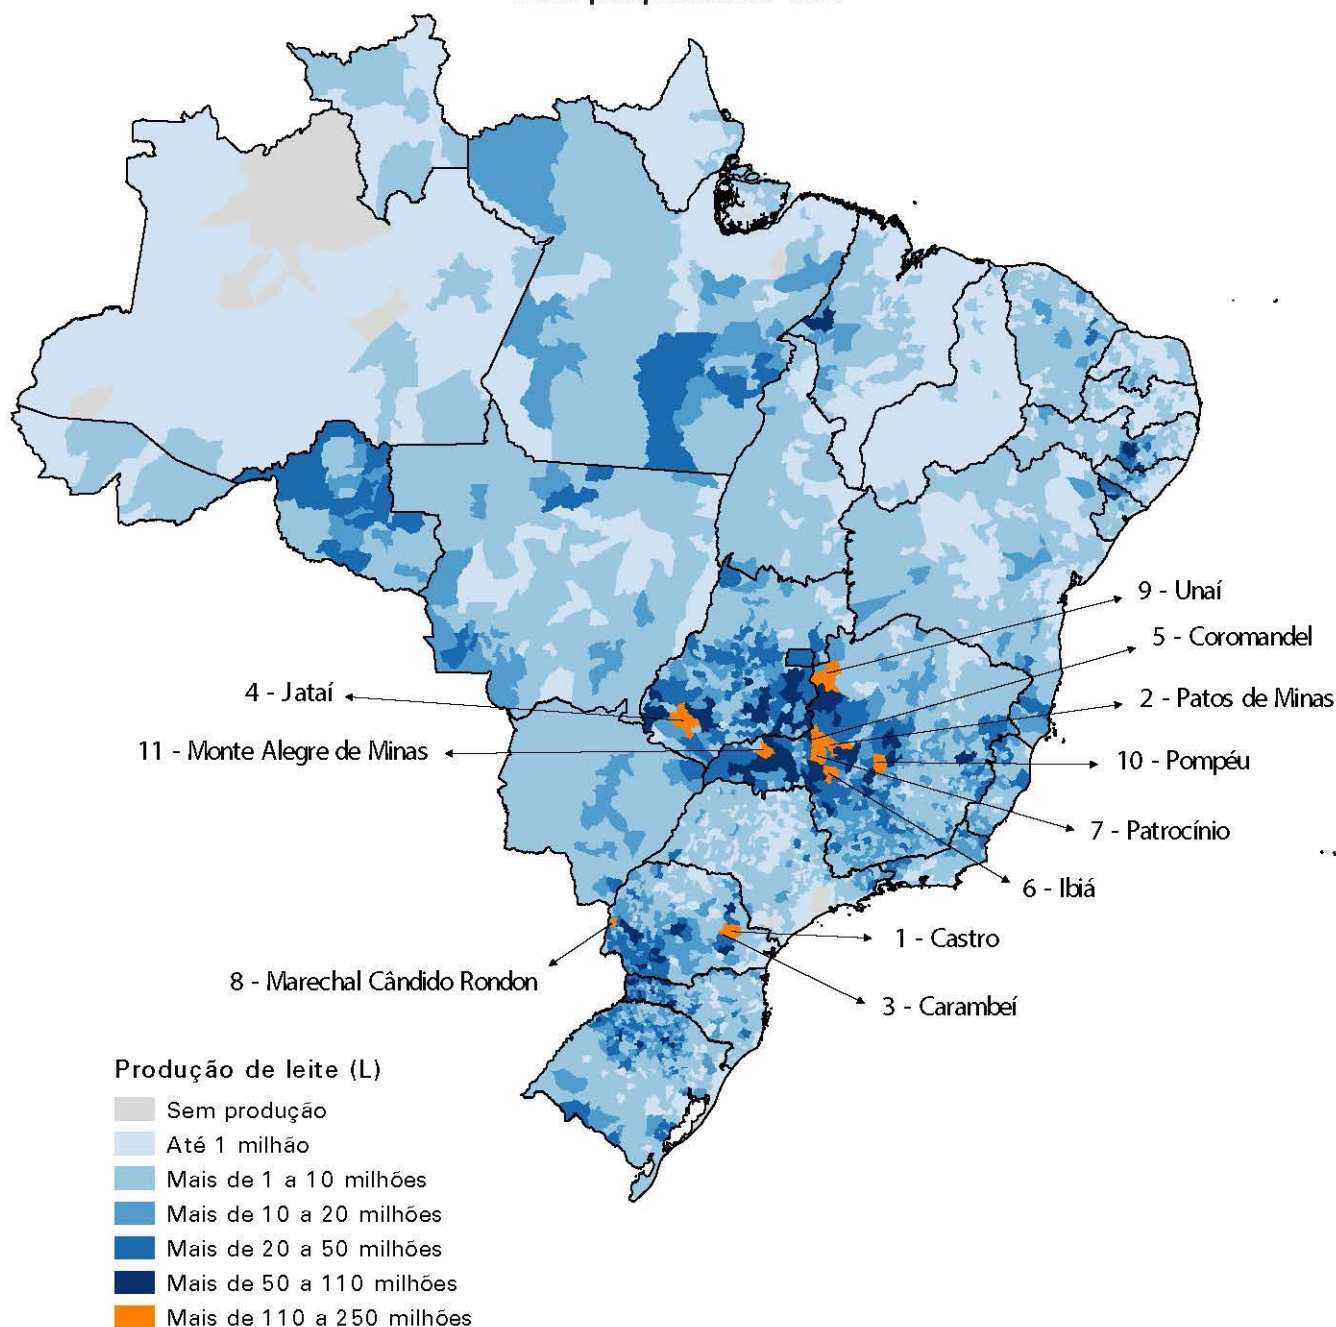 9 - Unaí
5 - Coromandel
4 - Jataí
2 - Patos de Minas
11 - Monte Alegre de Minas
10 - Pompéu
7 - Patrocínio
6 - Ibiá
1 - Castro
8 - Marechal Cândido Rondon
3 - Carambeí
Produção de leite (L)
Sem produção
Até 1 milhão
Mais de 1 a 10 milhões
Mais de 10 a 20 milhões
Mais de 20 a 50 milhões
Mais de 50 a 110 milhões
Mais de 110 a 250 milhões